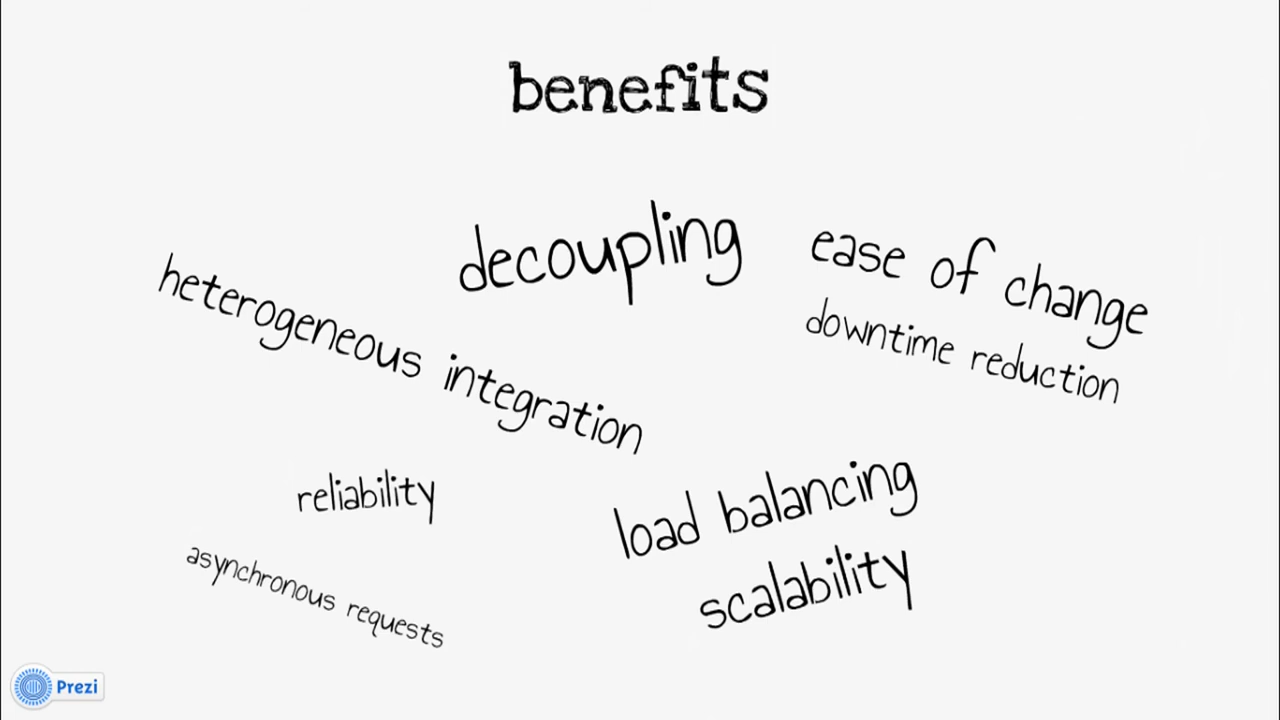 benefits
decoupling
ease of change
downtime reduction
heterogeneous integration
reliability
load balancing
scalability
asynchronous requests
Prezi